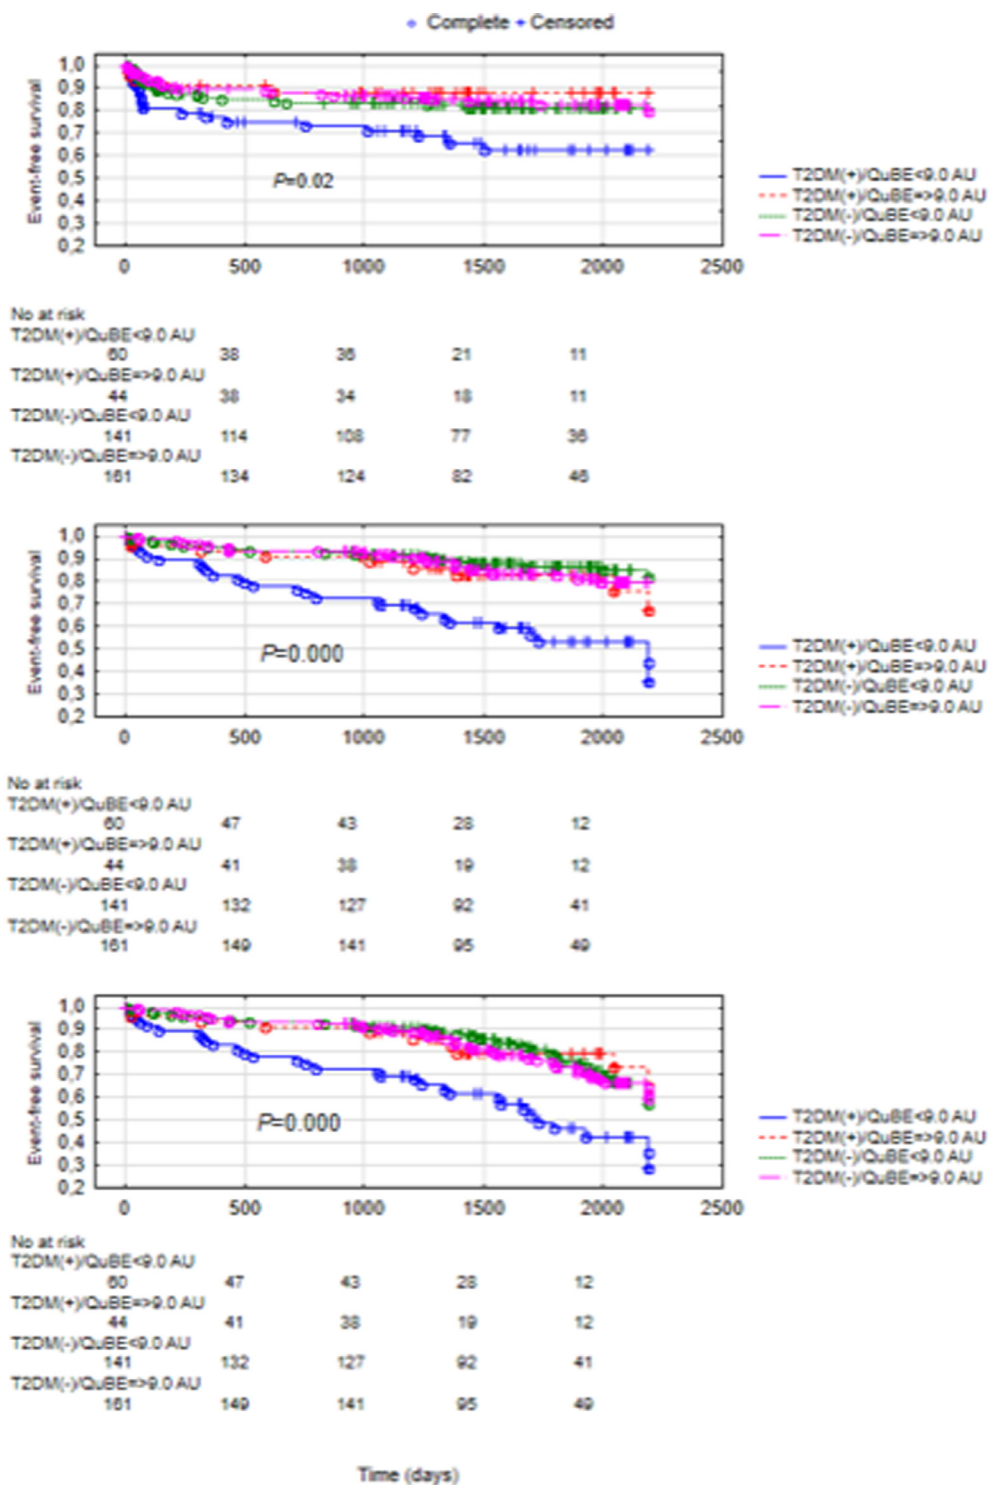 Complete + Censored
1,0
0,9
0,8
0,7
0,6
0,5
0,4
0,3
0,2
Event-free survival
P=0.02
0 500 1000 1500 2000 2500
T2DM(+)/QuBE<9.0 AU
T2DM(+)/QuBE=>9.0 AU
T2DM(-)/QuBE<9.0 AU
T2DM(-)/QuBE=>9.0 AU
No at risk
T2DM(+)/QuBE<9.0 AU
60 38 36 21 11
T2DM(+)/QuBE=>9.0 AU
44 38 34 18 11
T2DM(-)/QuBE<9.0 AU
141 114 108 77 36
T2DM(-)/QuBE=>9.0 AU
161 134 124 82 46
1,0
0,9
0,8
0,7
0,6
0,5
0,4
0,3
0,2
Event-free survival
P=0.000
0 500 1000 1500 2000 2500
T2DM(+)/QuBE<9.0 AU
T2DM(+)/QuBE=>9.0 AU
T2DM(-)/QuBE<9.0 AU
T2DM(-)/QuBE=>9.0 AU
No at risk
T2DM(+)/QuBE<9.0 AU
60 47 43 28 12
T2DM(+)/QuBE=>9.0 AU
44 41 38 19 12
T2DM(-)/QuBE<9.0 AU
141 132 127 92 41
T2DM(-)/QuBE=>9.0 AU
161 149 141 95 49
1,0
0,9
0,8
0,7
0,6
0,5
0,4
0,3
0,2
Event-free survival
P=0.000
0 500 1000 1500 2000 2500
T2DM(+)/QuBE<9.0 AU
T2DM(+)/QuBE=>9.0 AU
T2DM(-)/QuBE<9.0 AU
T2DM(-)/QuBE=>9.0 AU
No at risk
T2DM(+)/QuBE<9.0 AU
60 47 43 28 12
T2DM(+)/QuBE=>9.0 AU
44 41 38 19 12
T2DM(-)/QuBE<9.0 AU
141 132 127 92 41
T2DM(-)/QuBE=>9.0 AU
161 149 141 95 49
Time (days)